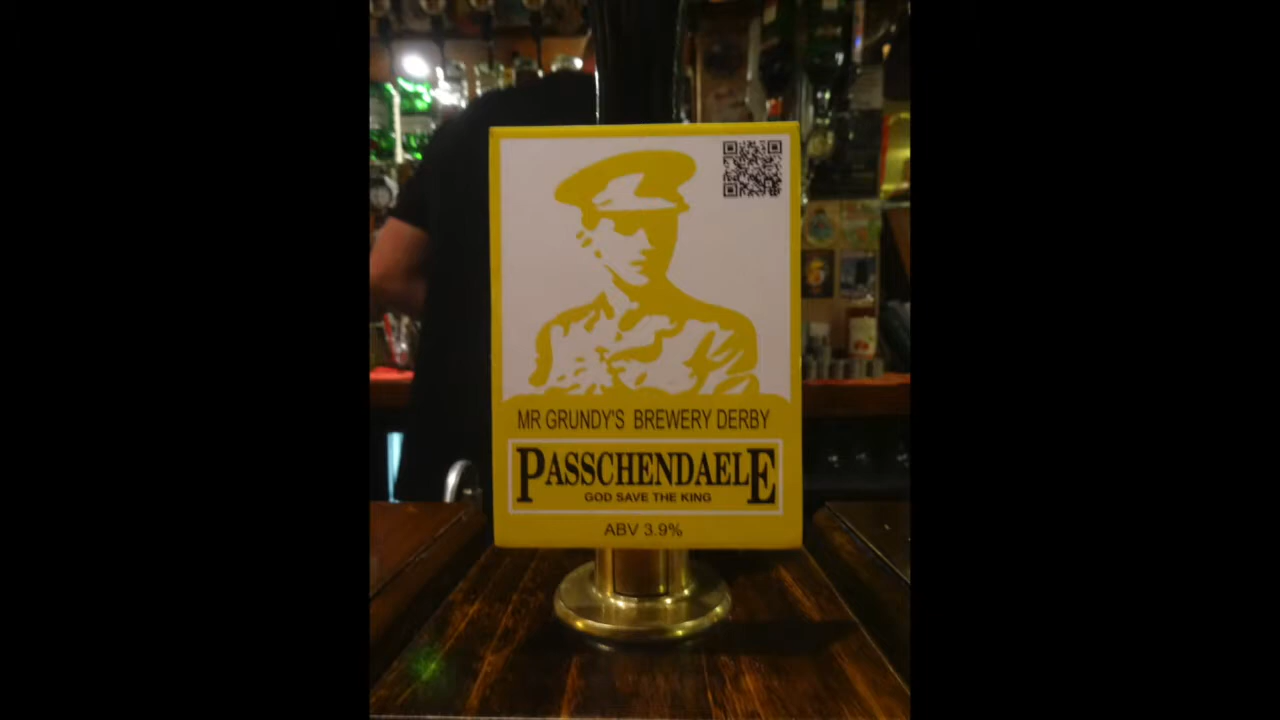 MR GRUNDY'S BREWERY DERBY
PASSCHENDAELE
GOD SAVE THE KING
ABV 3.9%